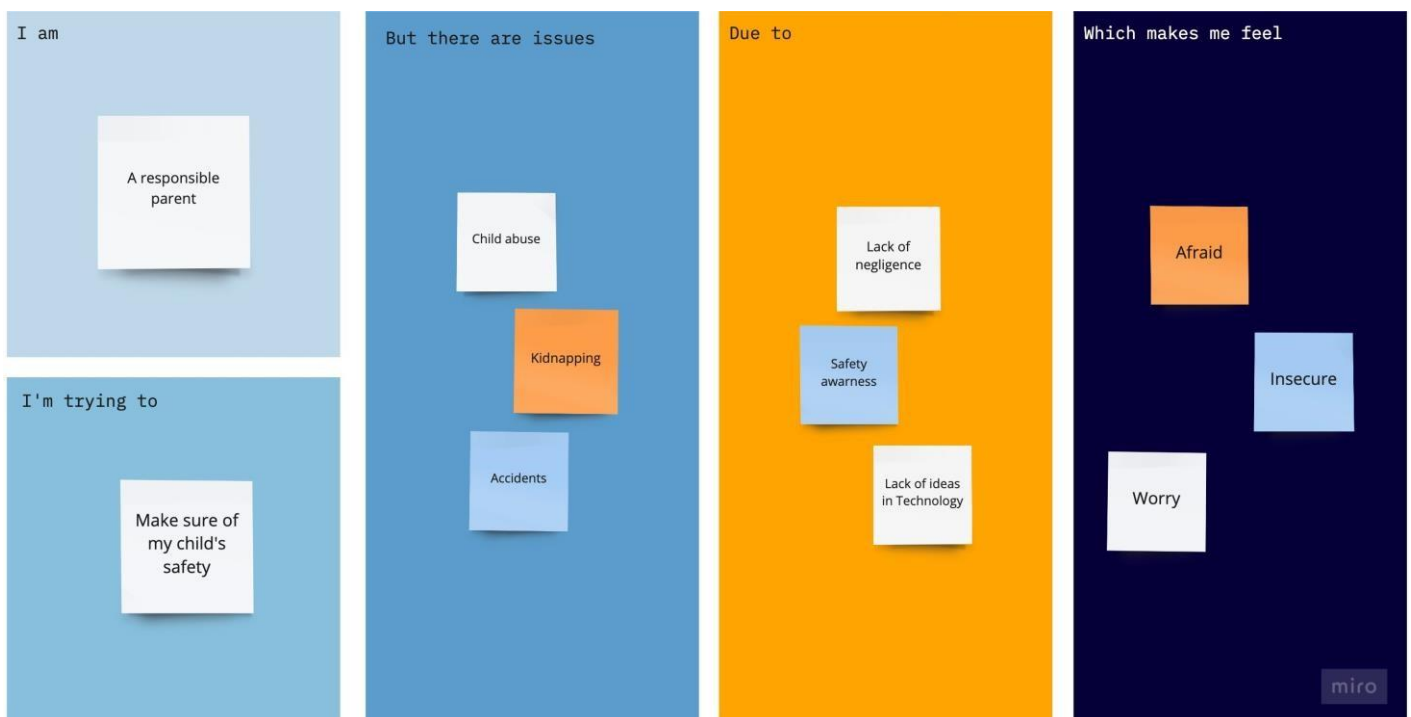 I am
A responsible
parent
I'm trying to
Make sure of
my child's
safety
But there are issues
Child abuse
Kidnapping
Accidents
Due to
Lack of
negligence
Safety
awarness
Lack of ideas
in Technology
Which makes me feel
Afraid
Insecure
Worry
miro